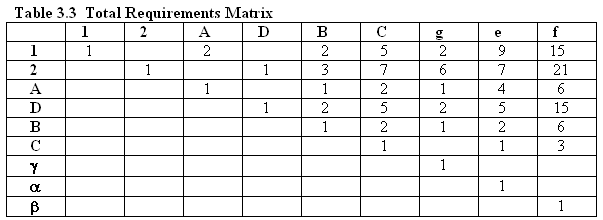 Table 3.3 Total Requirements Matrix
1 2 A D B C g e f
1 1 2 2 5 2 9 15
2 1 1 3 7 6 7 21
A 1 1 2 1 4 6
D 1 2 5 2 5 15
B 1 2 1 2 6
C 1 1 3
γ 1
α 1
β 1